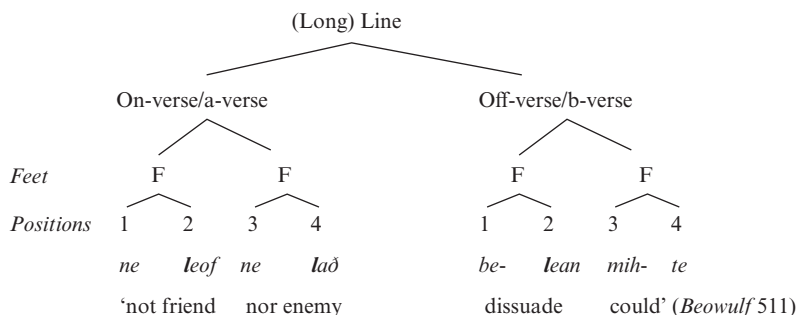 (Long) Line
On-verse/a-verse Off-verse/b-verse
Feet F F F F
Positions 1 2 3 4 1 2 3 4
ne leof ne lað be- lean mih- te
‘not friend nor enemy dissuade could’ (Beowulf 511)